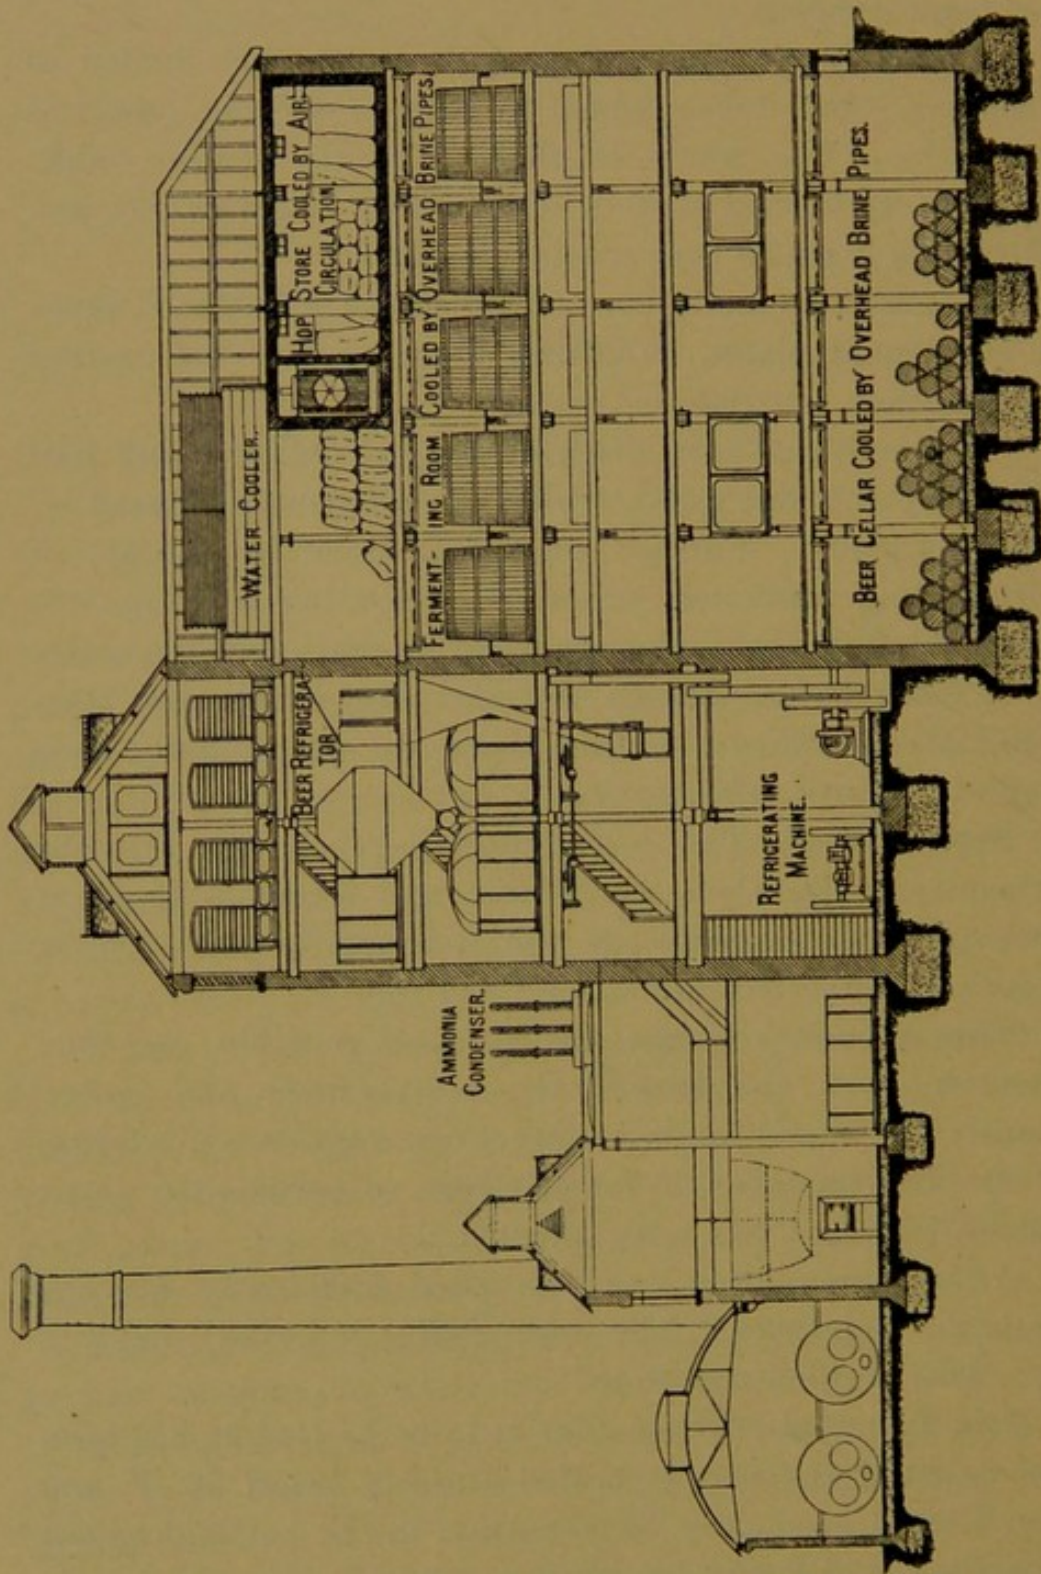 WATER COOLER.
HOP STORE COOLED BY AIR
CIRCULATION
BEER REFRIGERA-
TOR
FERMENT-ING ROOM COOLED BY OVERHEAD BRINE PIPES
AMMONIA
CONDENSER.
REFRIGERATING
MACHINE.
BEER CELLAR COOLED BY OVERHEAD BRINE PIPES.